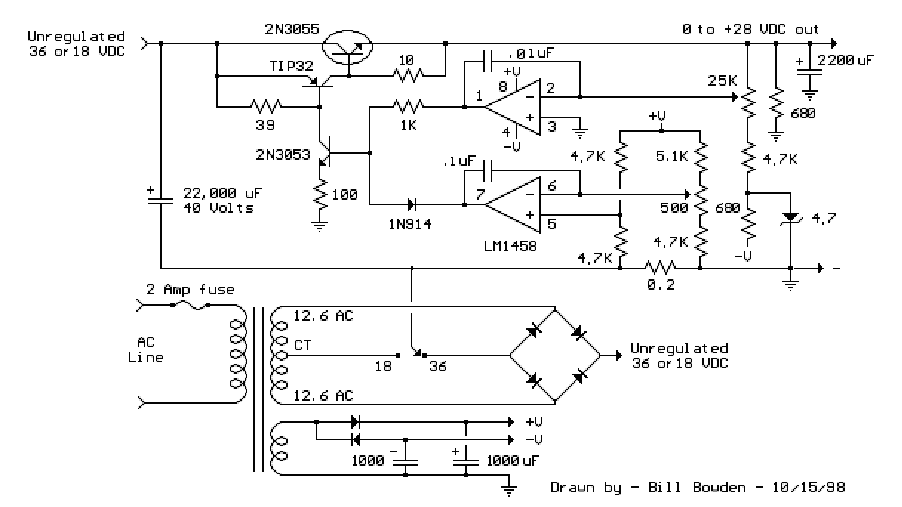 2N3055
0 to +28 VDC out
Unregulated
36 or 18 VDC
.01uF
10
2200uF
+
TIP32
+V
8
25K
1
2
-
+
3
4
-V
39
1K
680
+V
2N3053
.1uF
4.7K
5.1K
4.7K
+
22,000 uF
40 Volts
100
7
6
-
+
5
500
680
4.7
1N914
LM1458
4.7K
4.7K
-V
0.2
-
2 Amp fuse
12.6 AC
AC
Line
CT
18
36
Unregulated
36 or 18 VDC
12.6 AC
+V
-V
-
+
1000
1000uF
Drawn by - Bill Bowden - 10/15/98